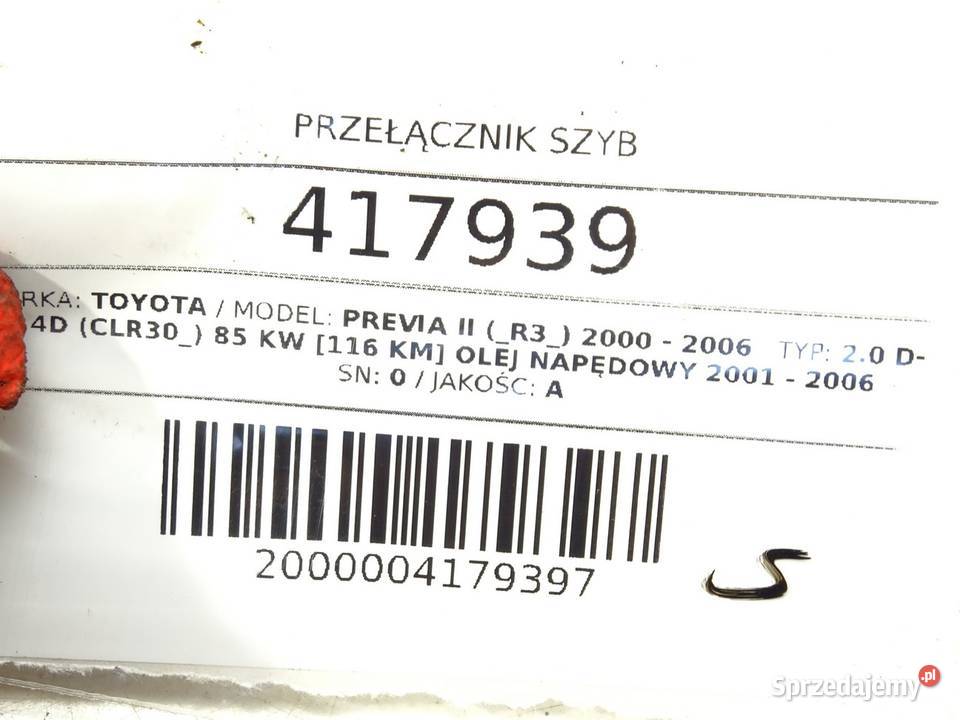 PRZEŁĄCZNIK SZYB
417939
RKA: TOYOTA / MODEL: PREVIA II (_R3_) 2000 - 2006 TYP: 2.0 D-
4D (CLR30_) 85 KW [116 KM] OLEJ NAPĘDOWY 2001 - 2006
SN: 0 / JAKOŚC: A
2000004179397
Sprzedajemy.pl